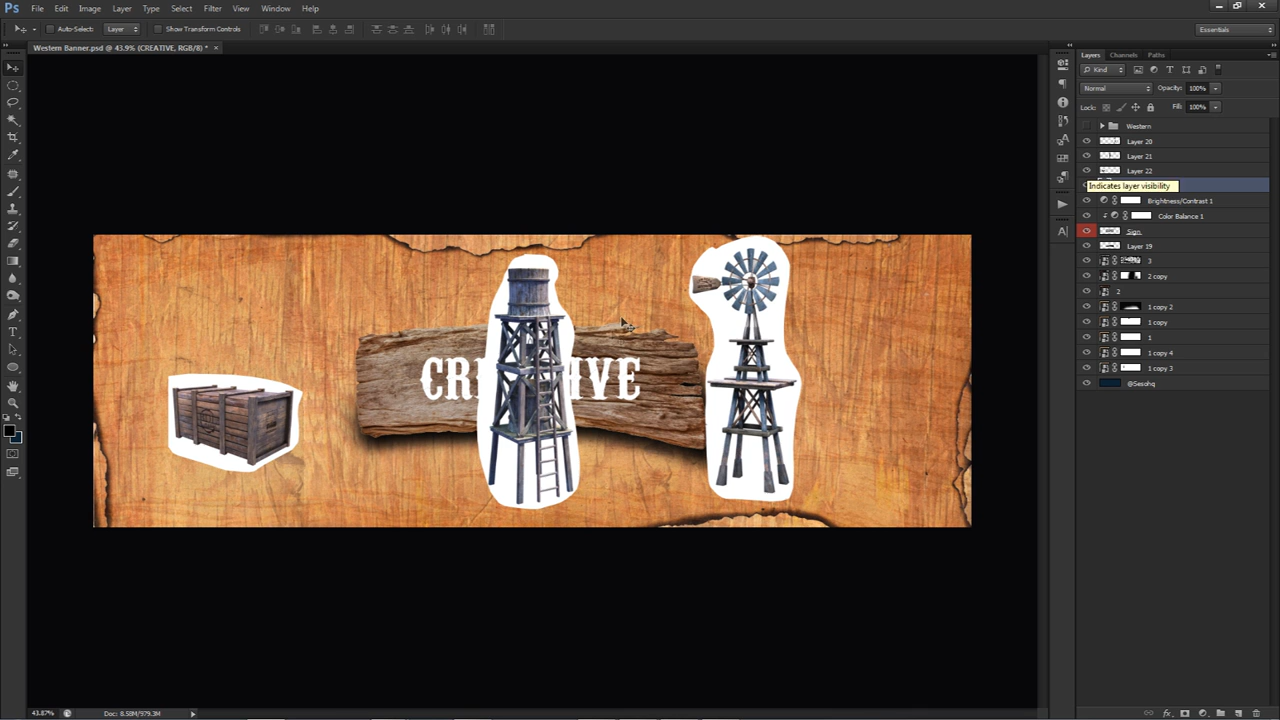 Ps File Edit Image Layer Type Select Filter View Window Help
Auto-Select: Layer Show Transform Controls Essentials
Western Banner.psd @ 43.9% (CREATIVE, RGB/8) * ×
Layers Channels Paths
Kind
Normal Opacity: 100%
Lock: Fill: 100%
Western
Layer 20
Layer 21
Layer 22
Indicates layer visibility
Brightness/Contrast 1
Color Balance 1
Sign
Layer 19
3
2 copy
2
1 copy 2
1 copy
1
1 copy 4
1 copy 3
@Sesohq
CRE IVE
43.87% Doc: 8.58M/979.3M